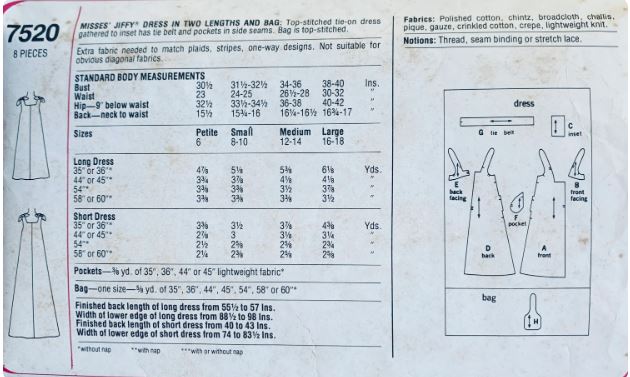 7520
8 PIECES
MISSES' JIFFY® DRESS IN TWO LENGTHS AND BAG: Top-stitched tie-on dress
gathered to inset has tie belt and pockets in side seams. Bag is top-stitched.
Extra fabric needed to match plaids, stripes, one-way designs. Not suitable for
obvious diagonal fabrics.
STANDARD BODY MEASUREMENTS
Bust 30½ 31½-32½ 34-36 38-40 Ins.
Waist 23 24-25 26½-28 30-32 "
Hip—9" below waist 32½ 33½-34½ 36-38 40-42 "
Back—neck to waist 15½ 15¾-16 16¼-16½ 16¾-17 "
Sizes Petite Small Medium Large
6 8-10 12-14 16-18
Long Dress
35" or 36"* 4⅞ 5⅛ 5⅜ 6⅛ Yds.
44" or 45"* 3¾ 3⅞ 4⅛ 4⅝ "
54"* 3⅜ 3⅜ 3½ 3⅞ "
58" or 60"* 3⅜ 3⅜ 3⅜ 3½ "
Short Dress
35" or 36"* 3⅜ 3½ 3⅞ 4⅜ Yds.
44" or 45"* 2⅞ 3 3⅛ 3¼ "
54"* 2½ 2⅝ 2⅝ 2¾ "
58" or 60"* 2¼ 2⅝ "
Pockets—⅜ yd. of 35", 36", 44" or 45" lightweight fabric*
Bag—one size—⅝ yd. of 35", 36", 44", 45", 54", 58" or 60"*
Finished back length of long dress from 55½ to 57 Ins.
Width of lower edge of long dress from 88½ to 98 Ins.
Finished back length of short dress from 40 to 43 Ins.
Width of lower edge of short dress from 74 to 83½ Ins.
*without nap **with nap ***with or without nap
Fabrics: Polished cotton, chintz, broadcloth, challis,
pique, gauze, crinkled cotton, crepe, lightweight knit.
Notions: Thread, seam binding or stretch lace.
dress
G tie belt
C
inset
E
back
facing
B
front
facing
F
pocket
D
back
A
front
bag
H